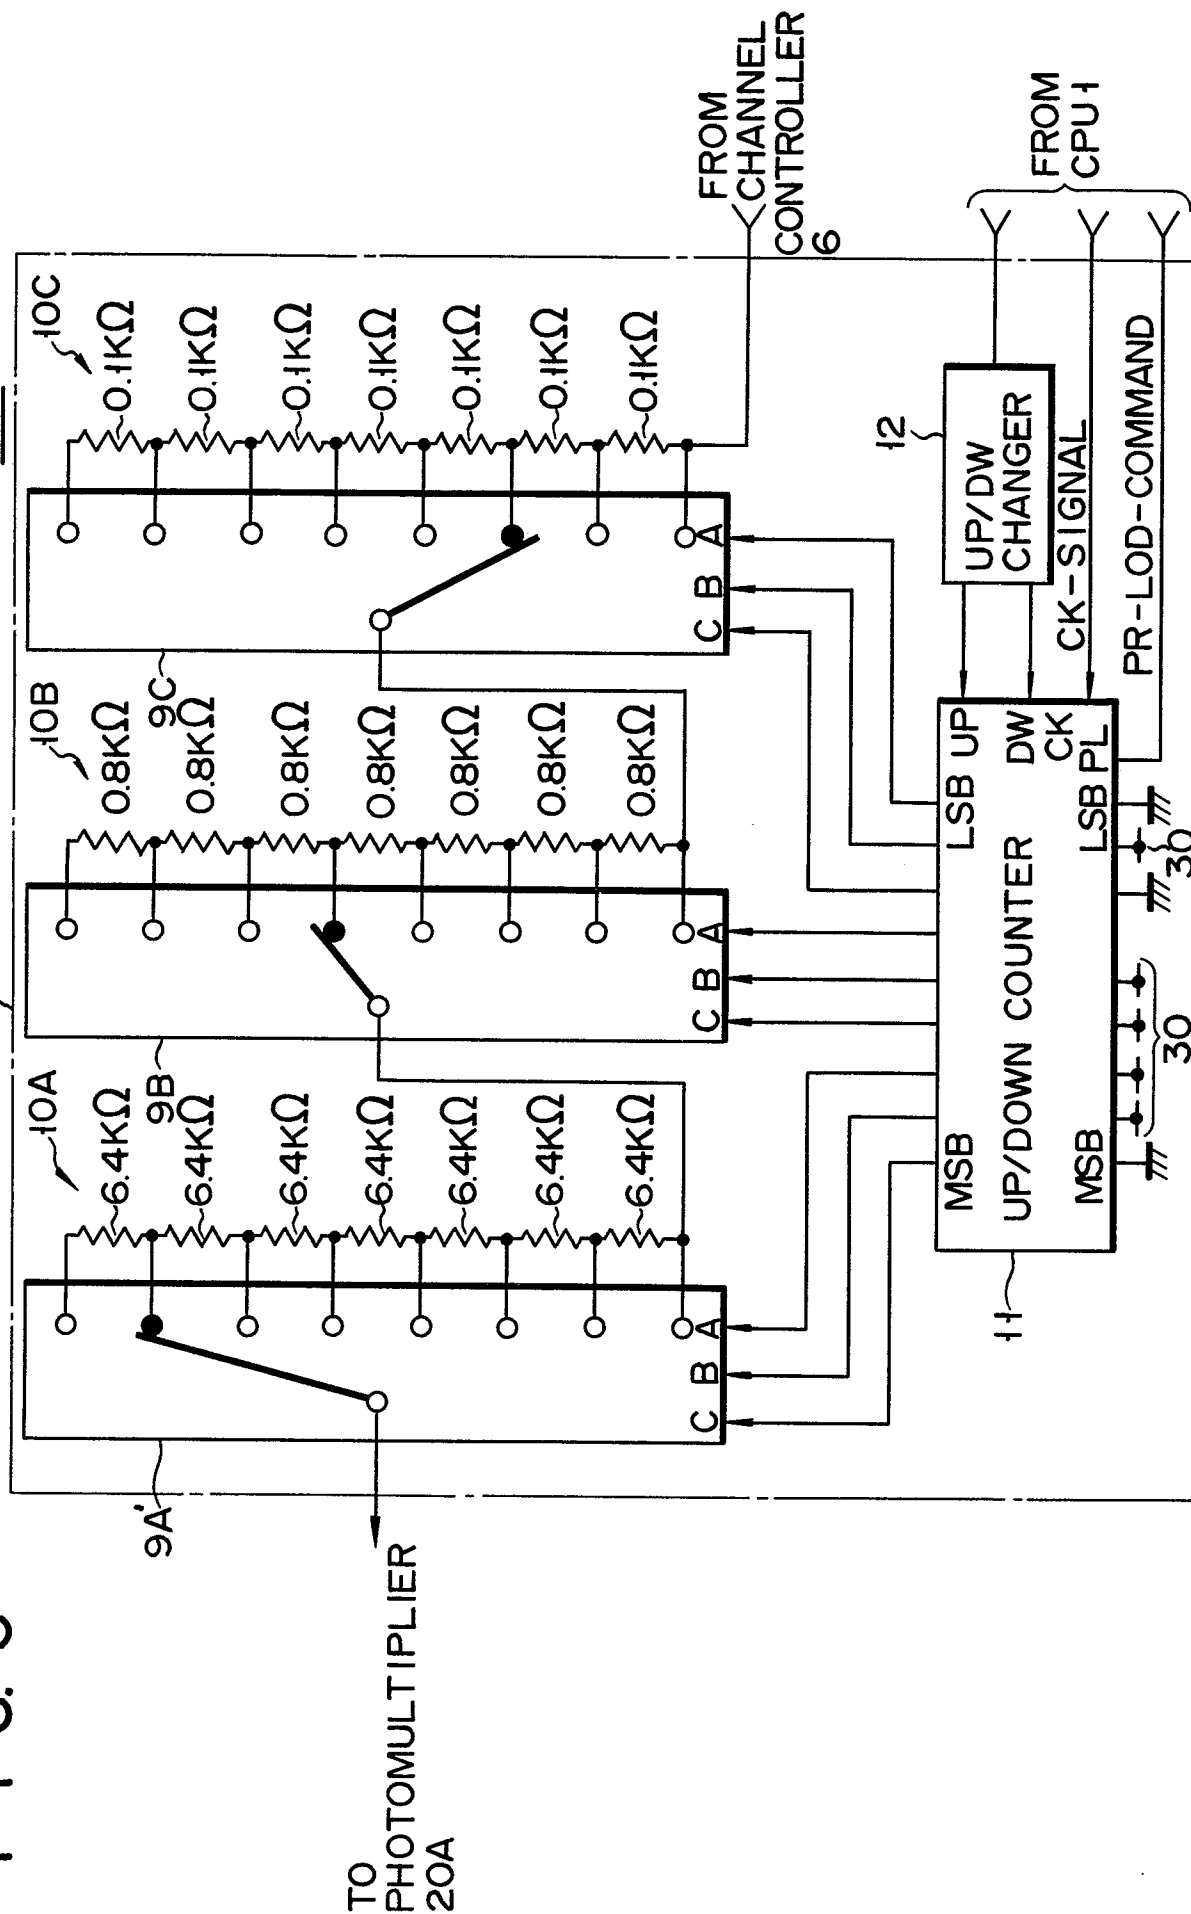 10A
6.4KΩ
6.4KΩ
6.4KΩ
6.4KΩ
6.4KΩ
6.4KΩ
6.4KΩ
10B
0.8KΩ
0.8KΩ
0.8KΩ
0.8KΩ
0.8KΩ
0.8KΩ
0.8KΩ
10C
0.1KΩ
0.1KΩ
0.1KΩ
0.1KΩ
0.1KΩ
0.1KΩ
0.1KΩ
9A'
9B
9C
C B A
C B A
C B A
TO
PHOTOMULTIPLIER
20A
FROM
CHANNEL
CONTROLLER
6
12
UP/DW
CHANGER
FROM
CPU1
CK-SIGNAL
PR-LOD-COMMAND
11
MSB
LSB
UP
UP/DOWN COUNTER
DW
CK
MSB
LSB
PL
30
30